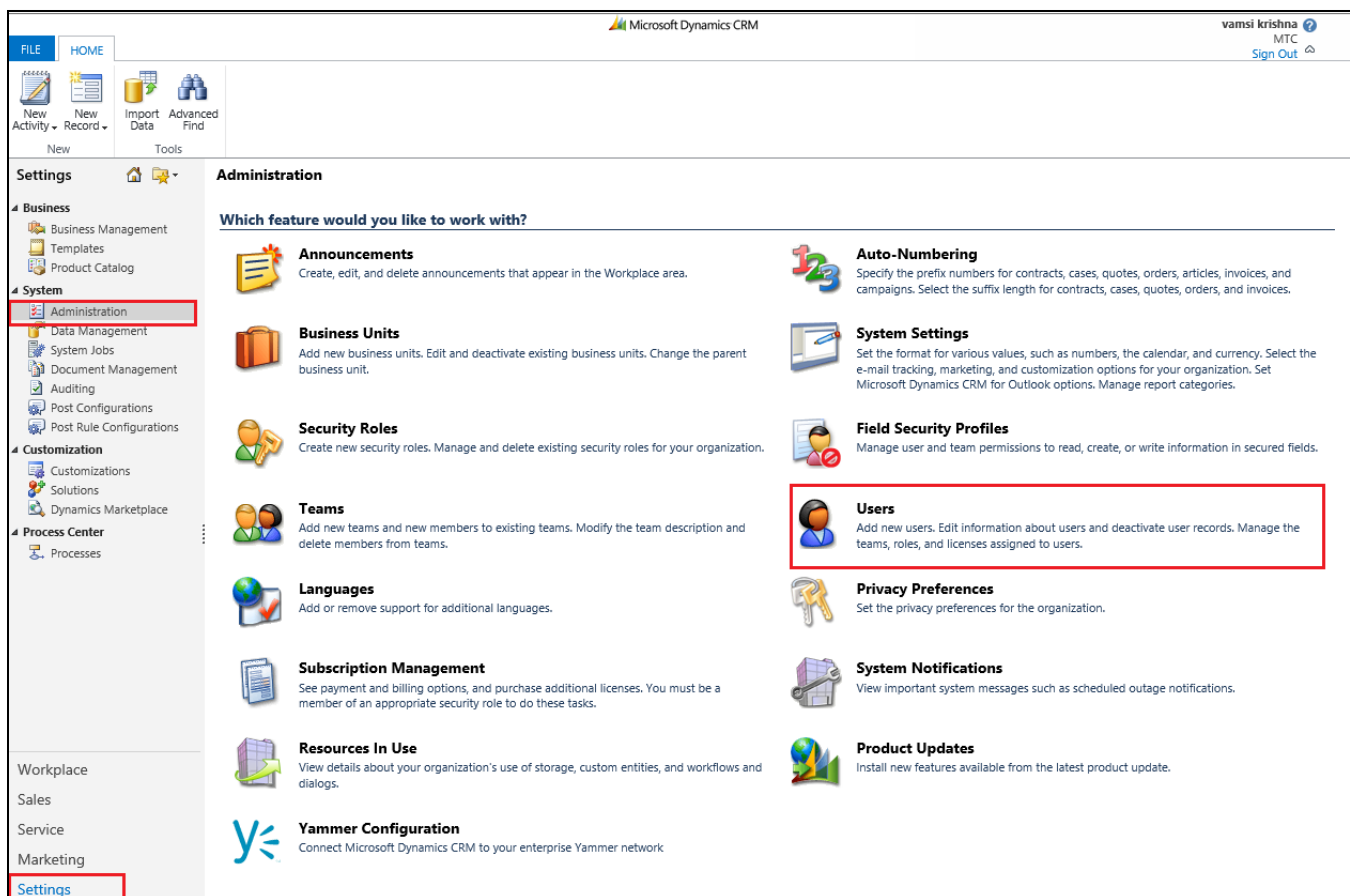 Microsoft Dynamics CRM
vamsi krishna
MTC
Sign Out
FILE HOME
New Activity New Record Import Data Advanced Find
New Tools
Settings
Business
Business Management
Templates
Product Catalog
System
Administration
Data Management
System Jobs
Document Management
Auditing
Post Configurations
Post Rule Configurations
Customization
Customizations
Solutions
Dynamics Marketplace
Process Center
Processes
Workplace
Sales
Service
Marketing
Settings
Administration
Which feature would you like to work with?
Announcements
Create, edit, and delete announcements that appear in the Workplace area.
Auto-Numbering
Specify the prefix numbers for contracts, cases, quotes, orders, articles, invoices, and
campaigns. Select the suffix length for contracts, cases, quotes, orders, and invoices.
Business Units
Add new business units. Edit and deactivate existing business units. Change the parent
business unit.
System Settings
Set the format for various values, such as numbers, the calendar, and currency. Select the
e-mail tracking, marketing, and customization options for your organization. Set
Microsoft Dynamics CRM for Outlook options. Manage report categories.
Security Roles
Create new security roles. Manage and delete existing security roles for your organization.
Field Security Profiles
Manage user and team permissions to read, create, or write information in secured fields.
Teams
Add new teams and new members to existing teams. Modify the team description and
delete members from teams.
Users
Add new users. Edit information about users and deactivate user records. Manage the
teams, roles, and licenses assigned to users.
Languages
Add or remove support for additional languages.
Privacy Preferences
Set the privacy preferences for the organization.
Subscription Management
See payment and billing options, and purchase additional licenses. You must be a
member of an appropriate security role to do these tasks.
System Notifications
View important system messages such as scheduled outage notifications.
Resources In Use
View details about your organization's use of storage, custom entities, and workflows and
dialogs.
Product Updates
Install new features available from the latest product update.
Yammer Configuration
Connect Microsoft Dynamics CRM to your enterprise Yammer network